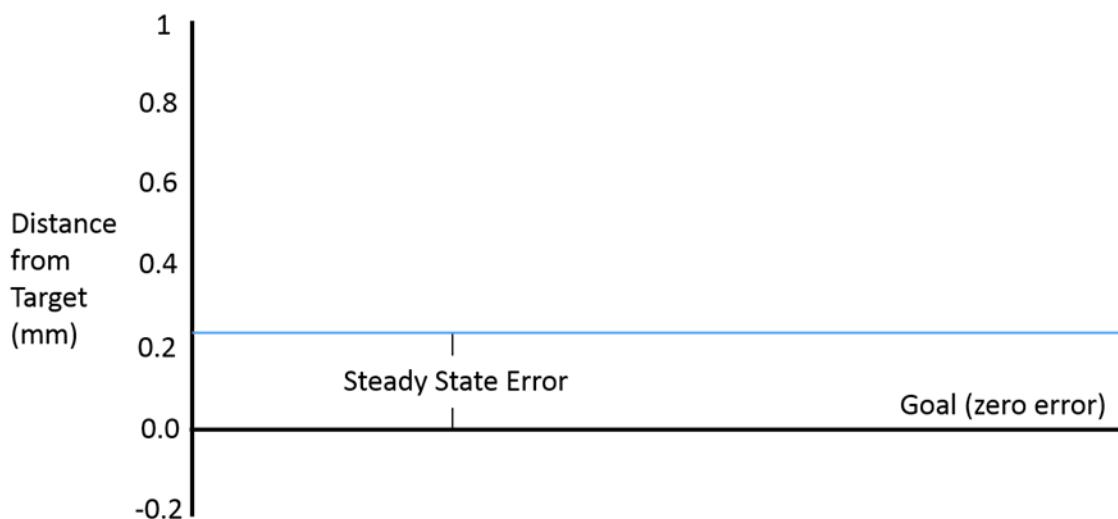 1
0.8
0.6
Distance
from
Target
(mm)
0.4
0.2
Steady State Error
Goal (zero error)
0.0
-0.2